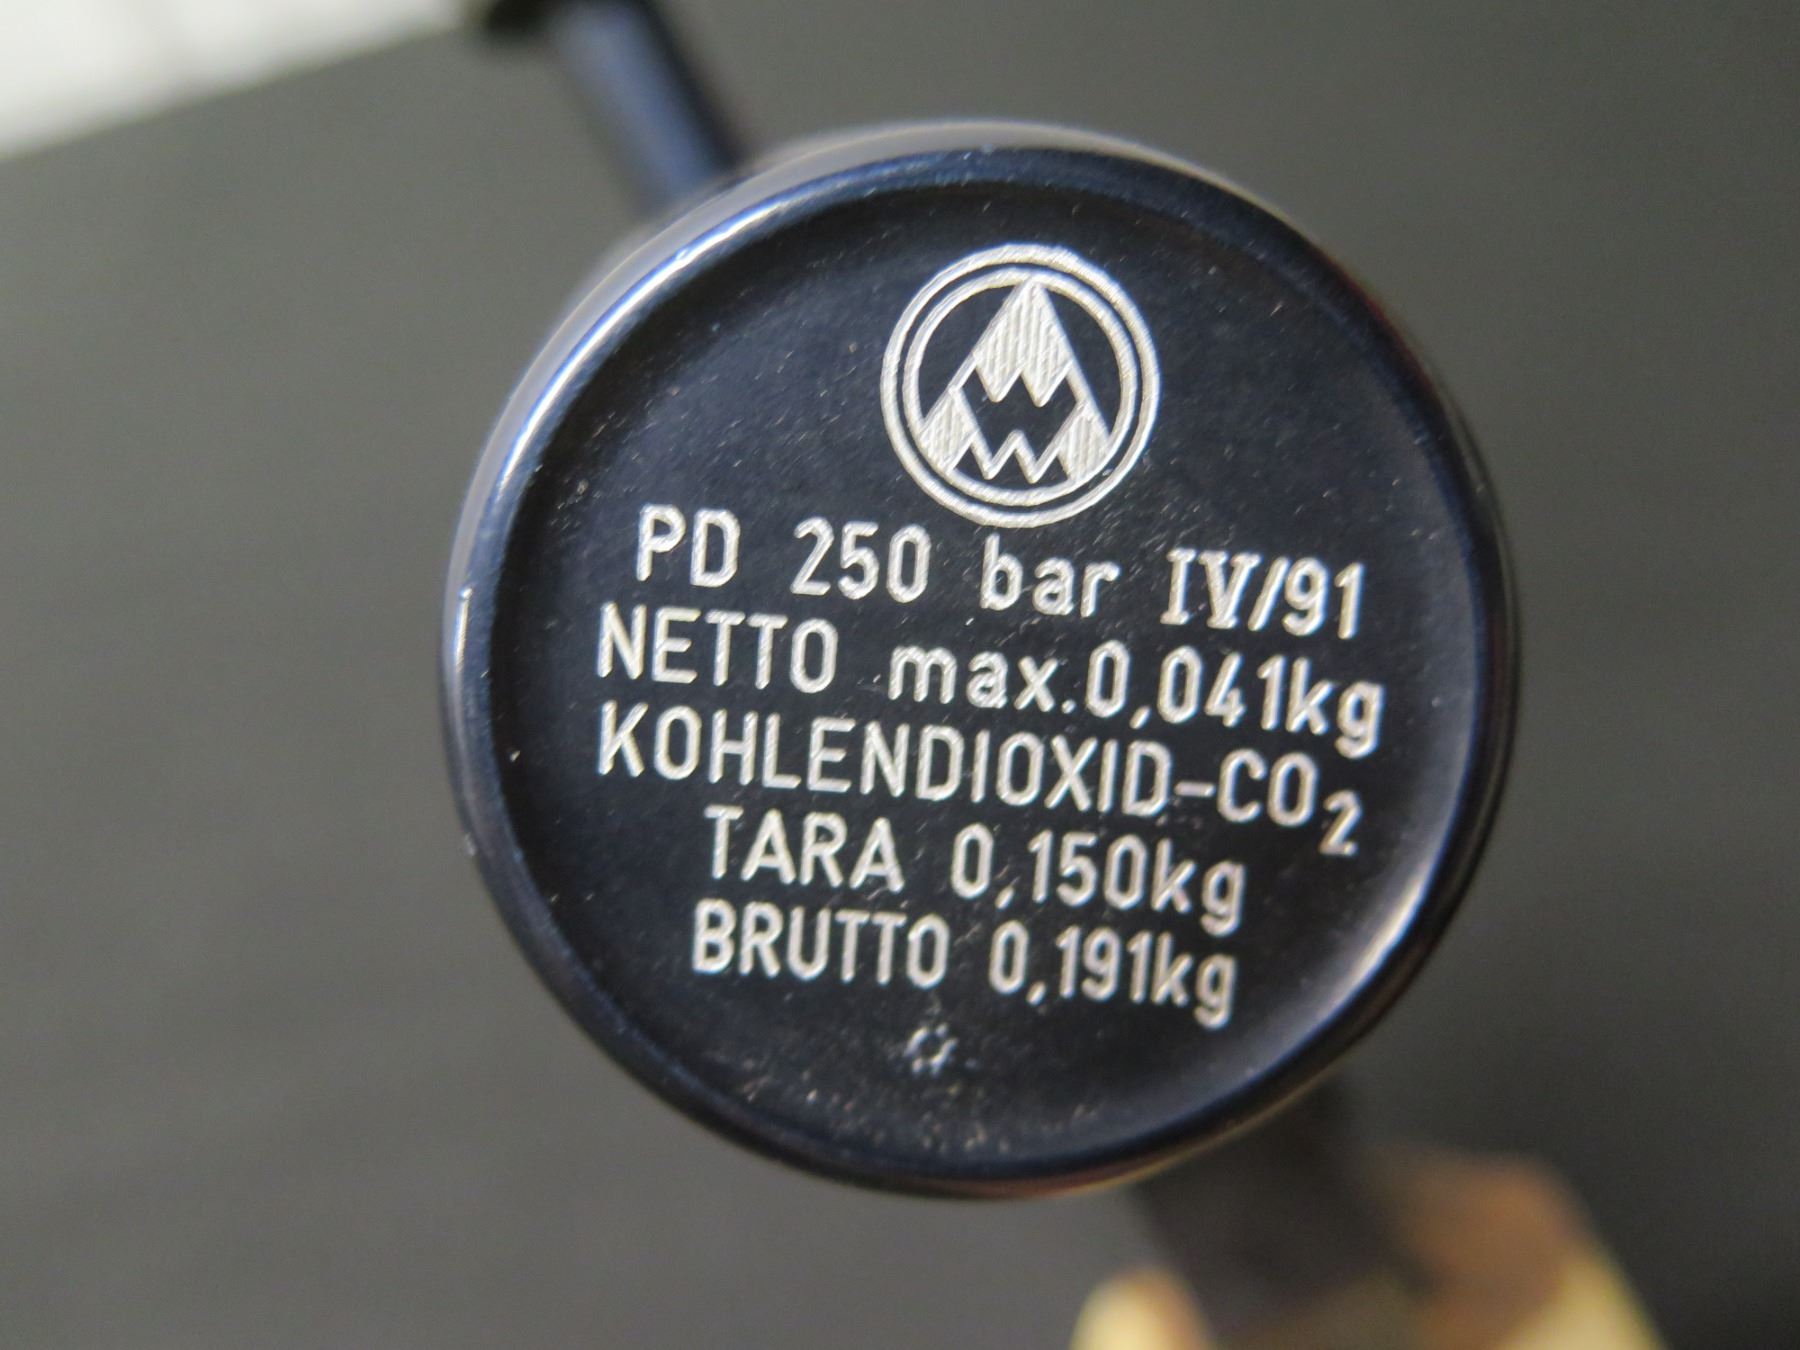 PD 250 bar IV/91
NETTO max.0,041kg
KOHLENDIOXID-CO₂
TARA 0,150kg
BRUTTO 0,191kg